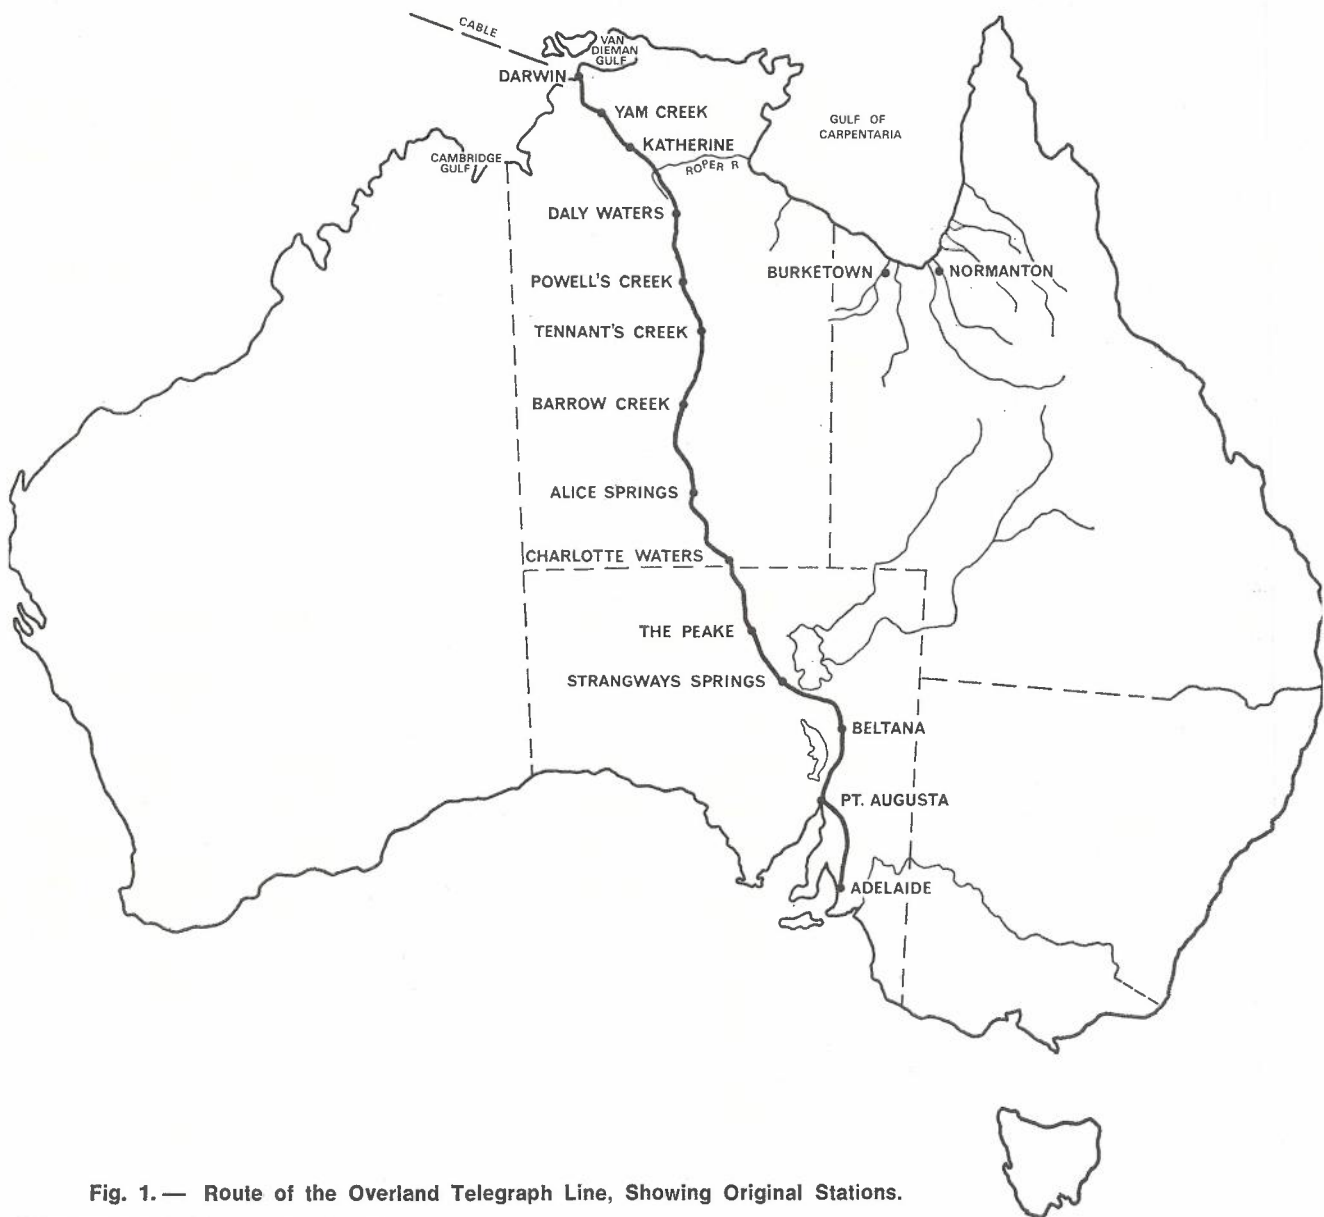 CABLE
VAN
DIEMAN
GULF
DARWIN
YAM CREEK
GULF OF
CARPENTARIA
KATHERINE
CAMBRIDGE
GULF
ROPER R
DALY WATERS
BURKETOWN
NORMANTON
POWELL'S CREEK
TENNANT'S CREEK
BARROW CREEK
ALICE SPRINGS
CHARLOTTE WATERS
THE PEAKE
STRANGWAYS SPRINGS
BELTANA
PT. AUGUSTA
ADELAIDE
Fig. 1.— Route of the Overland Telegraph Line, Showing Original Stations.